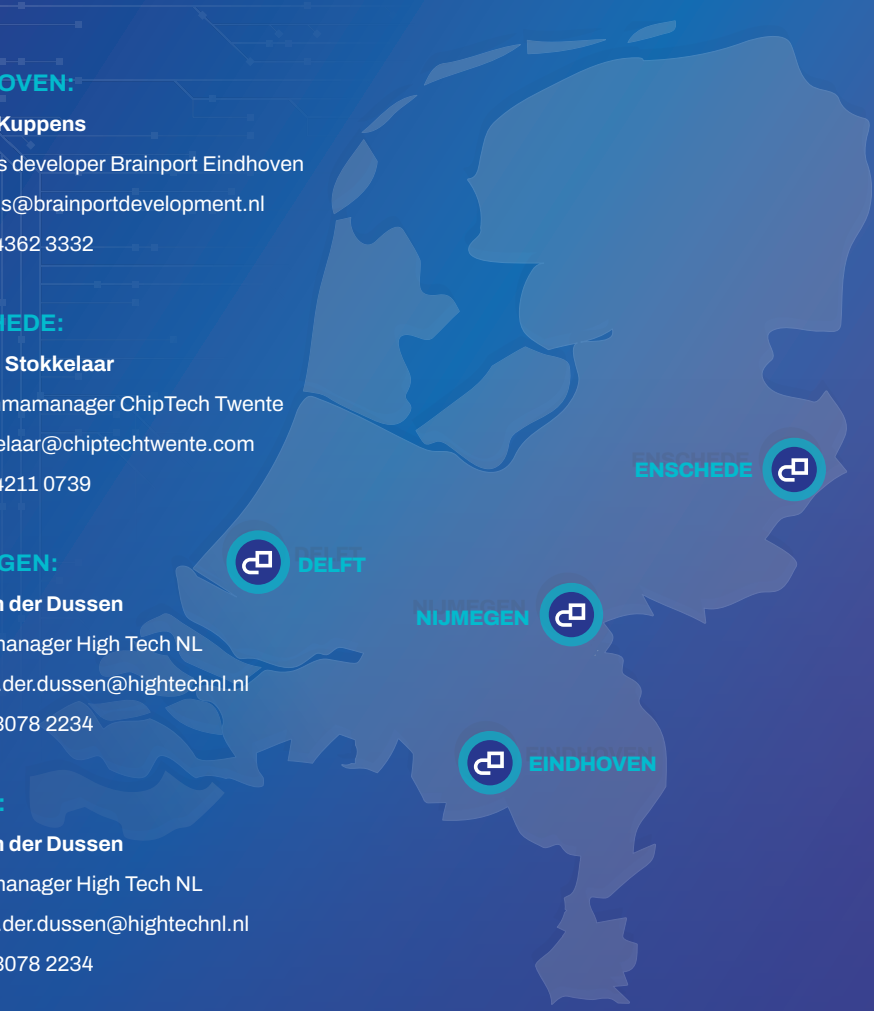 OVEN:
Kuppens
s developer Brainport Eindhoven
s@brainportdevelopment.nl
4362 3332
HEDE:
Stokkelaar
mamanager ChipTech Twente
elaar@chiptechtwente.com
4211 0739
GEN:
n der Dussen
manager High Tech NL
.der.dussen@hightechnl.nl
3078 2234
:
n der Dussen
manager High Tech NL
.der.dussen@hightechnl.nl
3078 2234
ENSCHEDE
DELFT
NIJMEGEN
EINDHOVEN